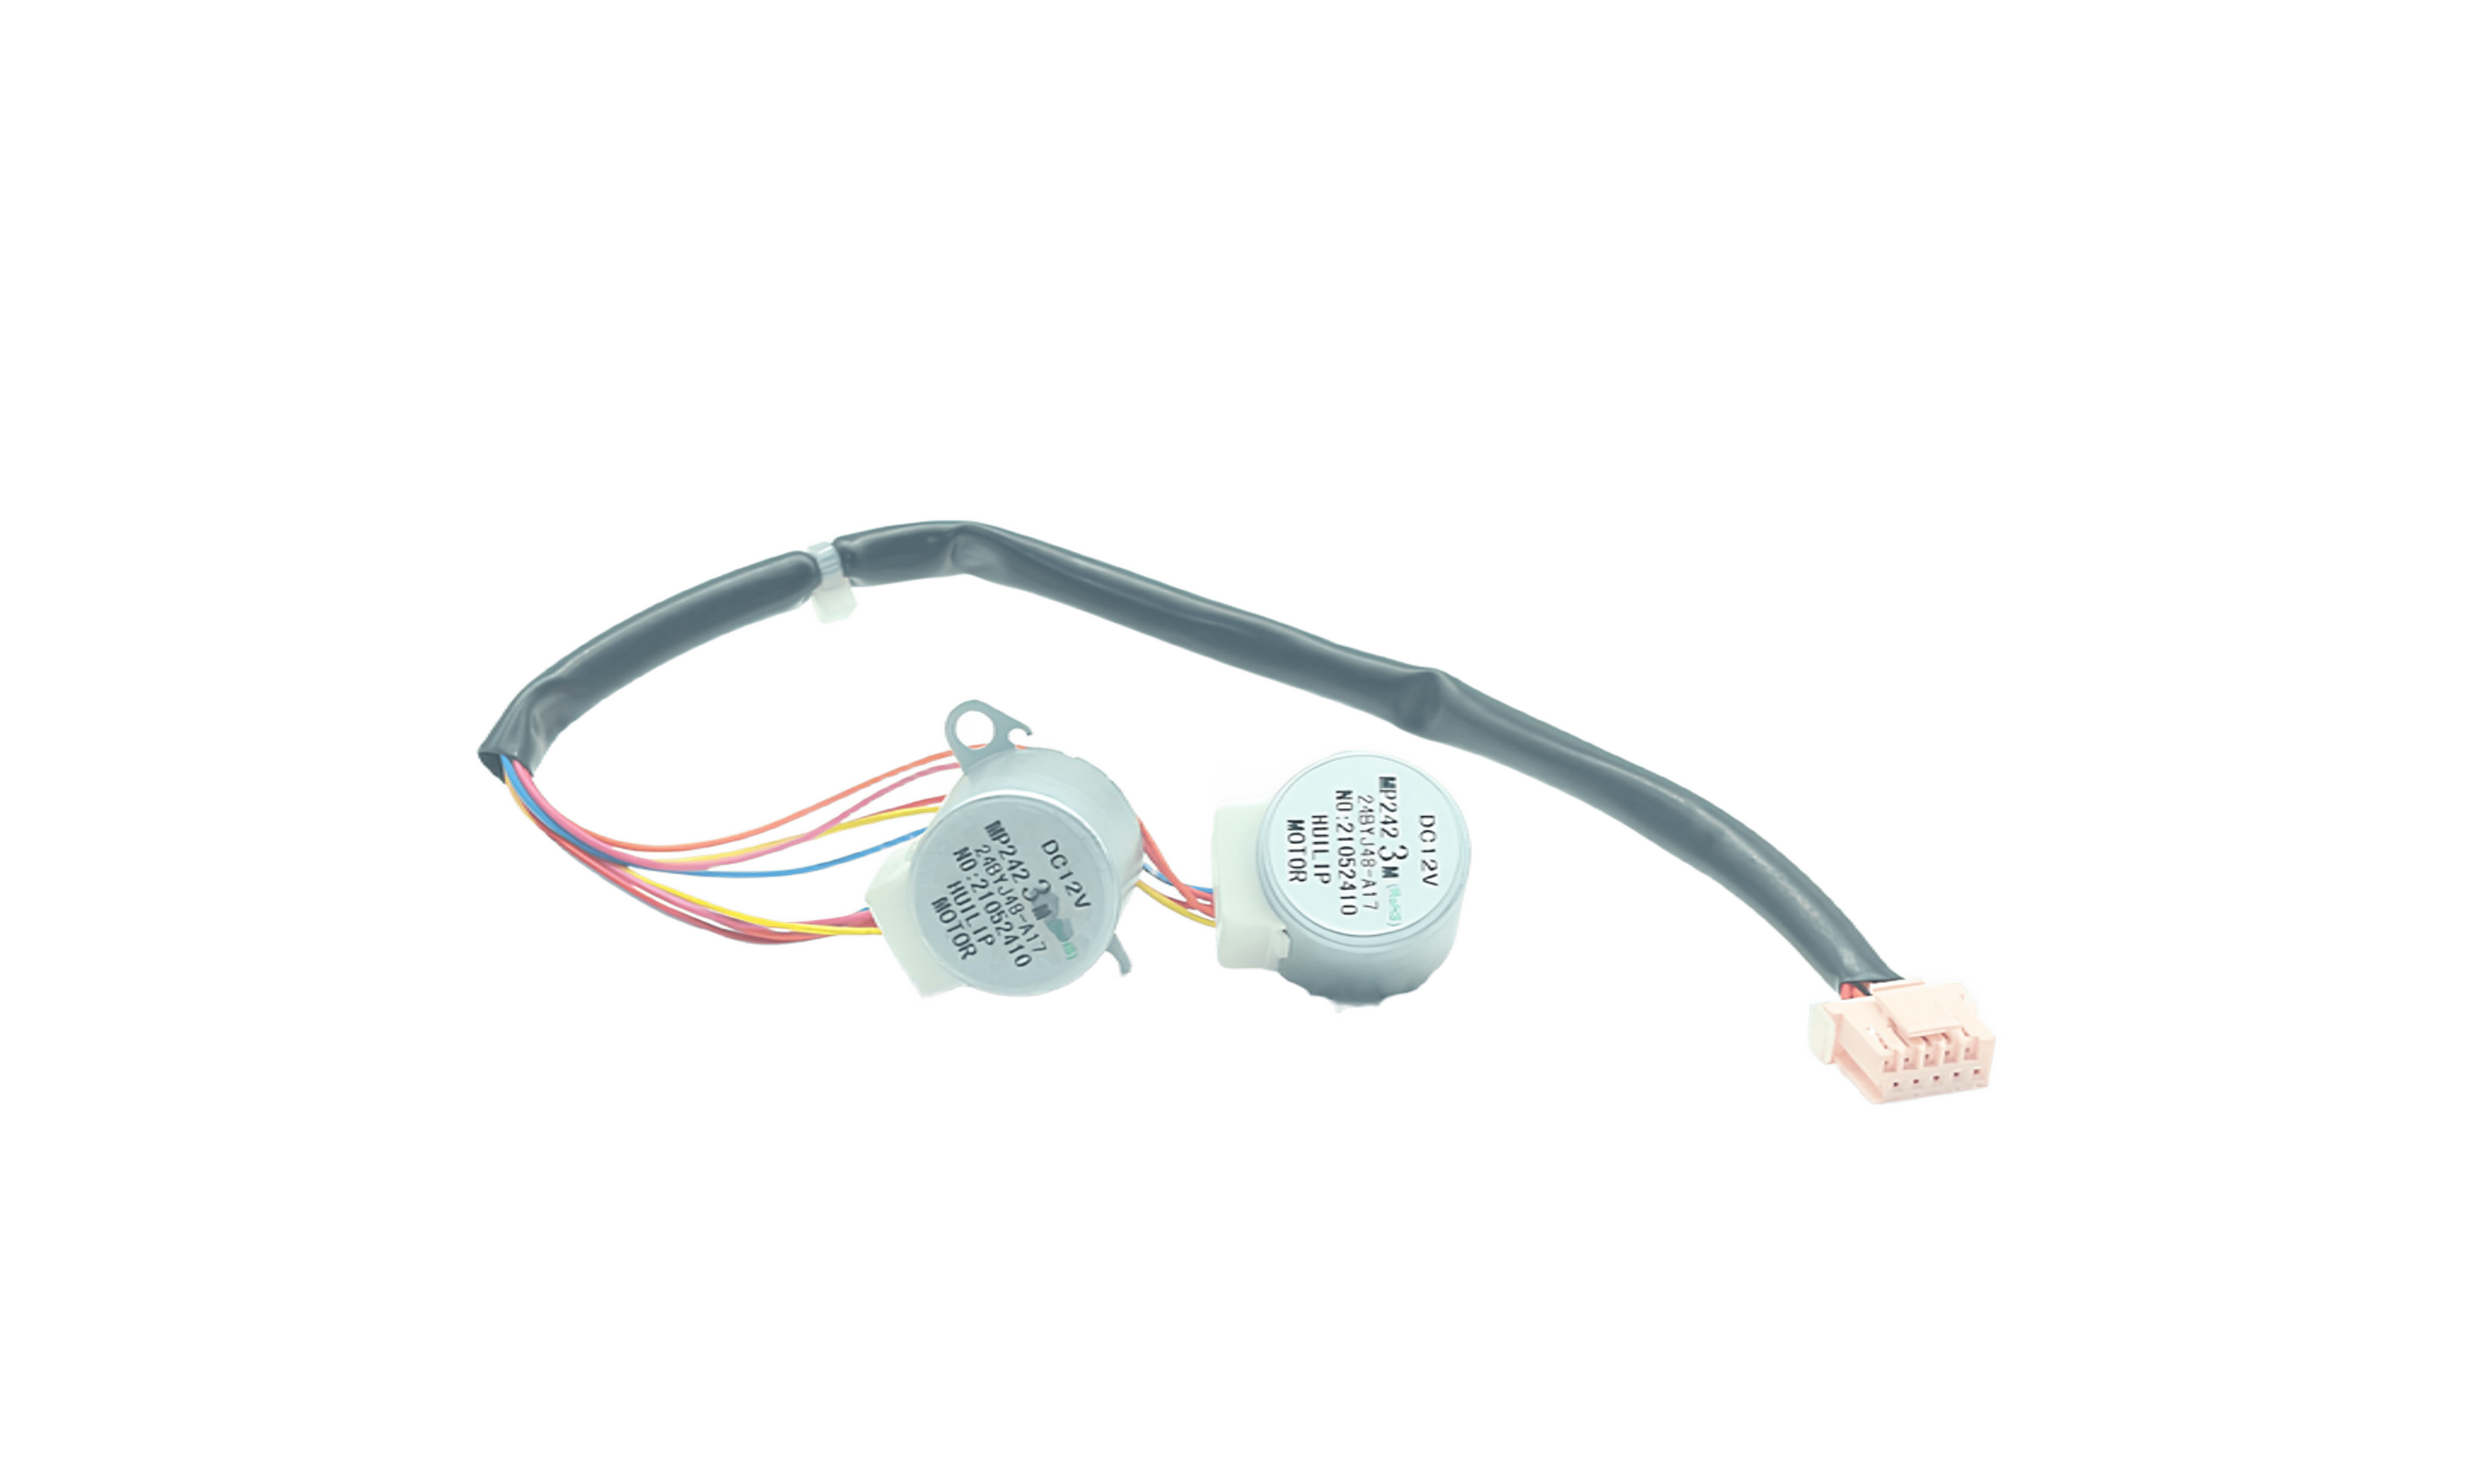 DC12V
MP242 3M
24BYJ48-A17
NO:21052410
HUILIP
MOTOR
DC12V
MP242 3M (RoHS)
24BYJ48-A17
NO:21052410
HUILIP
MOTOR